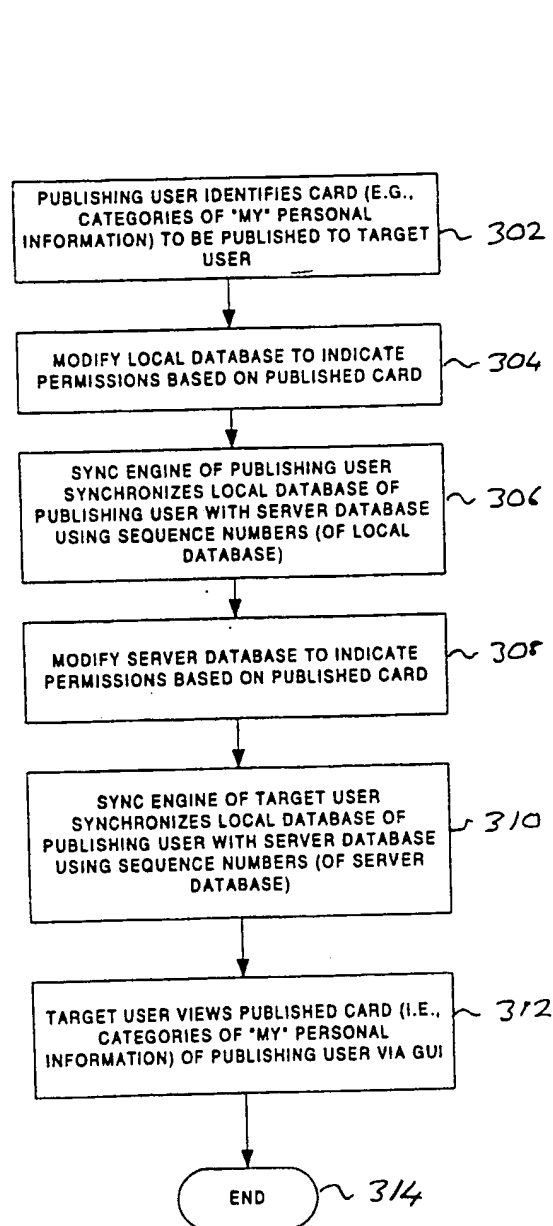 PUBLISHING USER IDENTIFIES CARD (E.G.,
CATEGORIES OF "MY" PERSONAL
INFORMATION) TO BE PUBLISHED TO TARGET
USER
302
MODIFY LOCAL DATABASE TO INDICATE
PERMISSIONS BASED ON PUBLISHED CARD
304
SYNC ENGINE OF PUBLISHING USER
SYNCHRONIZES LOCAL DATABASE OF
PUBLISHING USER WITH SERVER DATABASE
USING SEQUENCE NUMBERS (OF LOCAL
DATABASE)
306
MODIFY SERVER DATABASE TO INDICATE
PERMISSIONS BASED ON PUBLISHED CARD
308
SYNC ENGINE OF TARGET USER
SYNCHRONIZES LOCAL DATABASE OF
PUBLISHING USER WITH SERVER DATABASE
USING SEQUENCE NUMBERS (OF SERVER
DATABASE)
310
TARGET USER VIEWS PUBLISHED CARD (I.E.,
CATEGORIES OF "MY" PERSONAL
INFORMATION) OF PUBLISHING USER VIA GUI
312
END
314